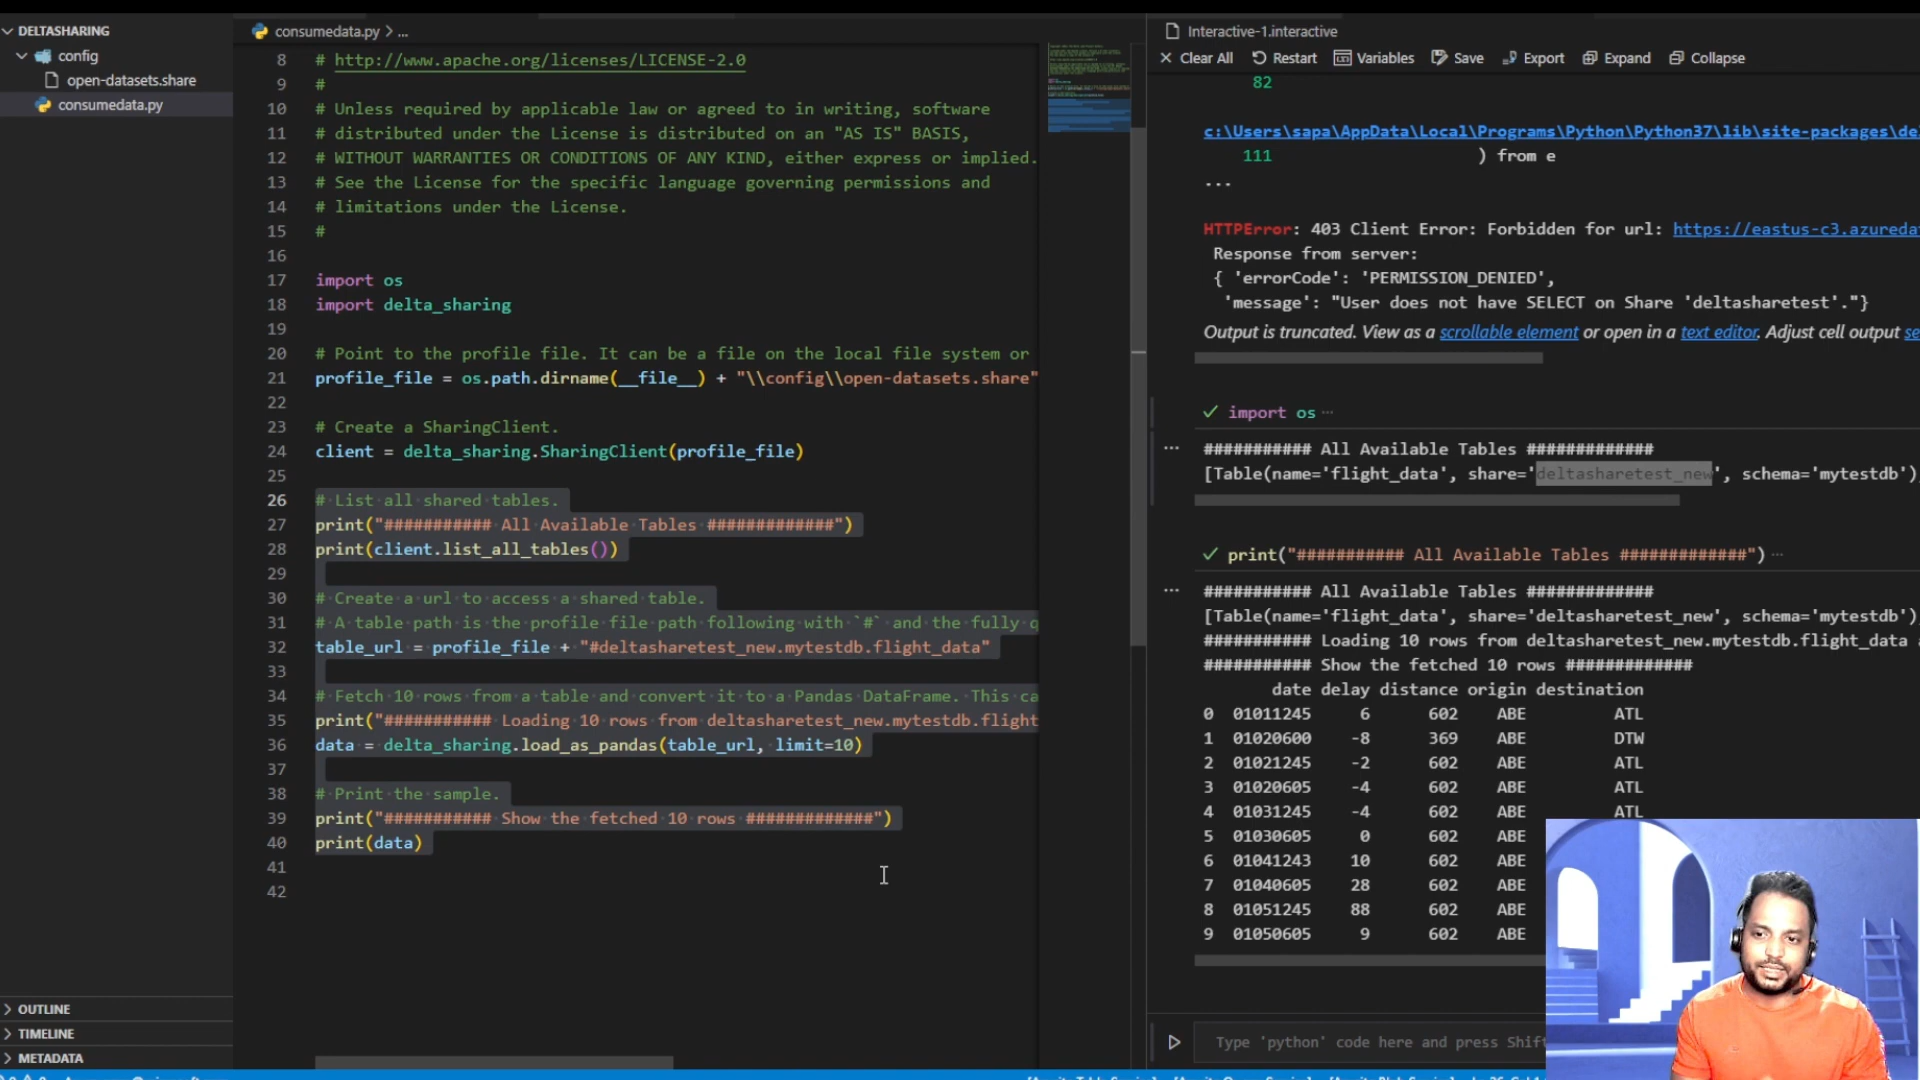 DELTASHARING
config
open-datasets.share
consumedata.py
OUTLINE
TIMELINE
METADATA
consumedata.py > ...
8 # http://www.apache.org/licenses/LICENSE-2.0
9 #
10 # Unless required by applicable law or agreed to in writing, software
11 # distributed under the License is distributed on an "AS IS" BASIS,
12 # WITHOUT WARRANTIES OR CONDITIONS OF ANY KIND, either express or implied.
13 # See the License for the specific language governing permissions and
14 # limitations under the License.
15 #
16
17 import os
18 import delta_sharing
19
20 # Point to the profile file. It can be a file on the local file system or
21 profile_file = os.path.dirname(__file__) + "\\config\\open-datasets.share"
22
23 # Create a SharingClient.
24 client = delta_sharing.SharingClient(profile_file)
25
26 # List all shared tables.
27 print("########### All Available Tables #############")
28 print(client.list_all_tables())
29
30 # Create a url to access a shared table.
31 # A table path is the profile file path following with `#` and the fully q
32 table_url = profile_file + "#deltasharetest_new.mytestdb.flight_data"
33
34 # Fetch 10 rows from a table and convert it to a Pandas DataFrame. This ca
35 print("########### Loading 10 rows from deltasharetest_new.mytestdb.flight
36 data = delta_sharing.load_as_pandas(table_url, limit=10)
37
38 # Print the sample.
39 print("########### Show the fetched 10 rows #############")
40 print(data)
41
42
Interactive-1.interactive
Clear All Restart Variables Save Export Expand Collapse
82
c:\Users\sapa\AppData\Local\Programs\Python\Python37\lib\site-packages\de
111 ) from e
...
HTTPError: 403 Client Error: Forbidden for url: https://eastus-c3.azureda
Response from server:
{ 'errorCode': 'PERMISSION_DENIED',
'message': "User does not have SELECT on Share 'deltasharetest'."}
Output is truncated. View as a scrollable element or open in a text editor. Adjust cell output se
import os ...
########### All Available Tables #############
[Table(name='flight_data', share='deltasharetest_new', schema='mytestdb')
print("########### All Available Tables #############") ...
########### All Available Tables #############
[Table(name='flight_data', share='deltasharetest_new', schema='mytestdb')
########### Loading 10 rows from deltasharetest_new.mytestdb.flight_data
########### Show the fetched 10 rows #############
date delay distance origin destination
0 01011245 6 602 ABE ATL
1 01020600 -8 369 ABE DTW
2 01021245 -2 602 ABE ATL
3 01020605 -4 602 ABE ATL
4 01031245 -4 602 ABE ATL
5 01030605 0 602 ABE
6 01041243 10 602 ABE
7 01040605 28 602 ABE
8 01051245 88 602 ABE
9 01050605 9 602 ABE
Type 'python' code here and press Shif